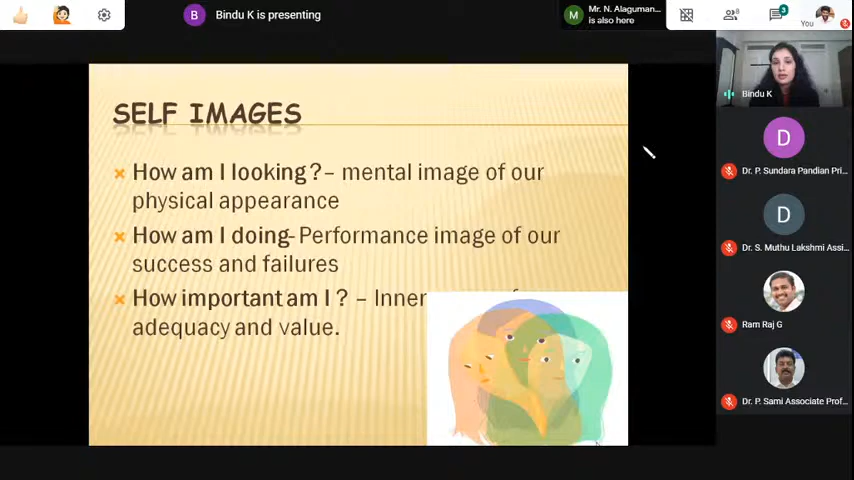 Bindu K is presenting
Mr. N. Alaguman...
is also here
3
8
You
SELF IMAGES
How am I looking?– mental image of our
physical appearance
How am I doing-Performance image of our
success and failures
How important am I ? – Inner
adequacy and value.
Bindu K
Dr. P. Sundara Pandian Pri...
Dr. S. Muthu Lakshmi Assi...
Ram Raj G
Dr. P. Sami Associate Prof...
B
M
D
D